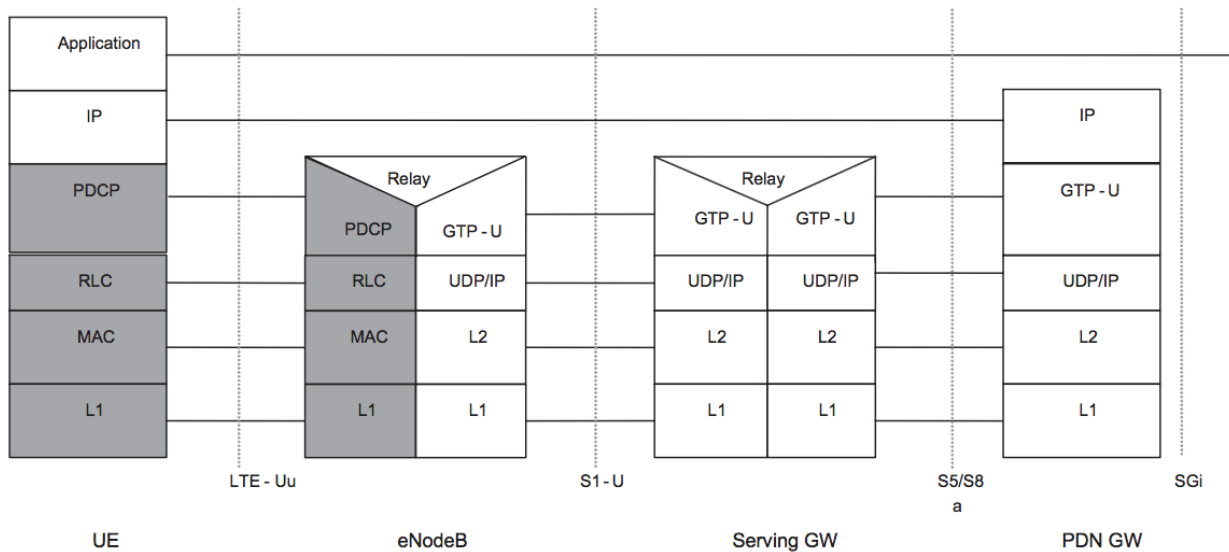 Application
IP
IP
PDCP
Relay
Relay
GTP - U
PDCP
GTP - U
GTP - U
GTP - U
RLC
RLC
UDP/IP
UDP/IP
UDP/IP
UDP/IP
MAC
MAC
L2
L2
L2
L2
L1
L1
L1
L1
L1
L1
LTE - Uu
S1 - U
S5/S8
a
SGi
UE
eNodeB
Serving GW
PDN GW